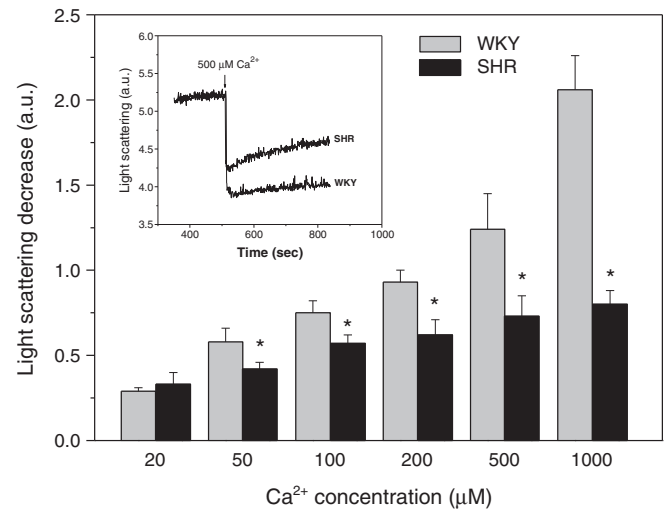 2.5
2.0
1.5
1.0
0.5
0.0
Light scattering decrease (a.u.)
WKY
SHR
6.0
5.5
5.0
4.5
4.0
3.5
Light scattering (a.u.)
500 μM Ca²⁺
SHR
WKY
400 600 800 1000
Time (sec)
*
*
*
*
*
20 50 100 200 500 1000
Ca²⁺ concentration (μM)